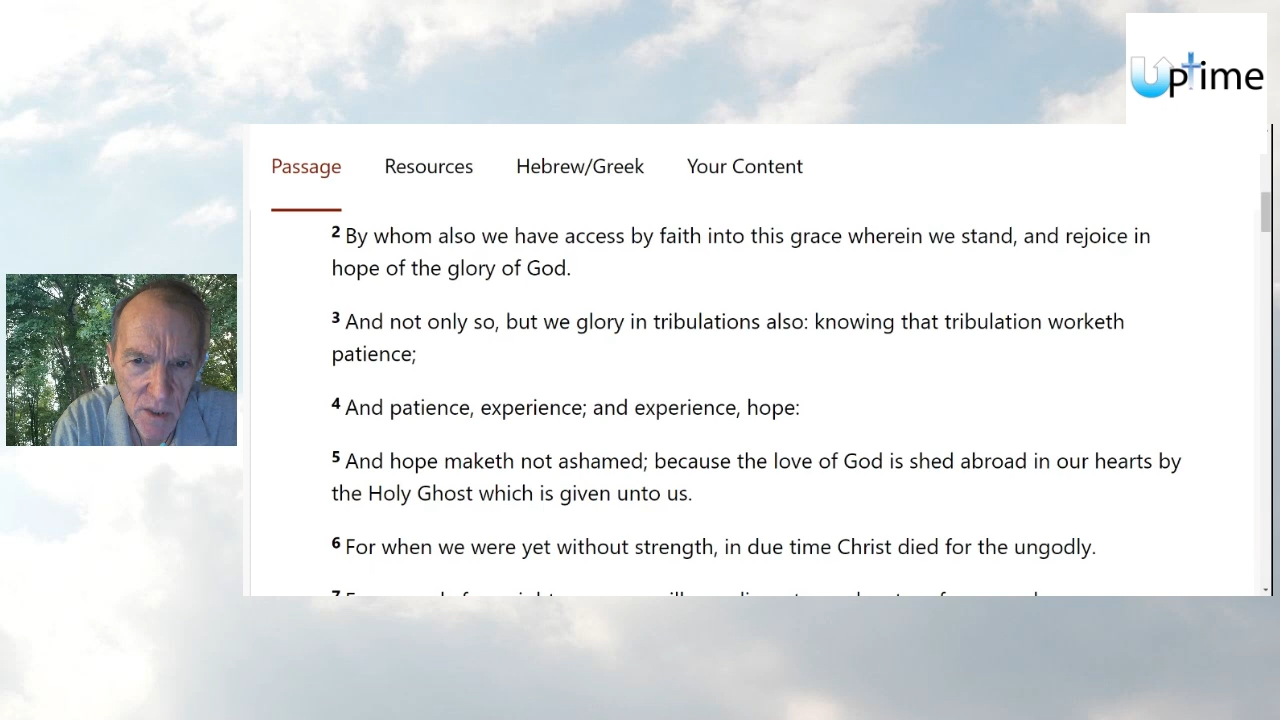 Uptime
Passage Resources Hebrew/Greek Your Content
2 By whom also we have access by faith into this grace wherein we stand, and rejoice in
hope of the glory of God.
3 And not only so, but we glory in tribulations also: knowing that tribulation worketh
patience;
4 And patience, experience; and experience, hope:
5 And hope maketh not ashamed; because the love of God is shed abroad in our hearts by
the Holy Ghost which is given unto us.
6 For when we were yet without strength, in due time Christ died for the ungodly.
7